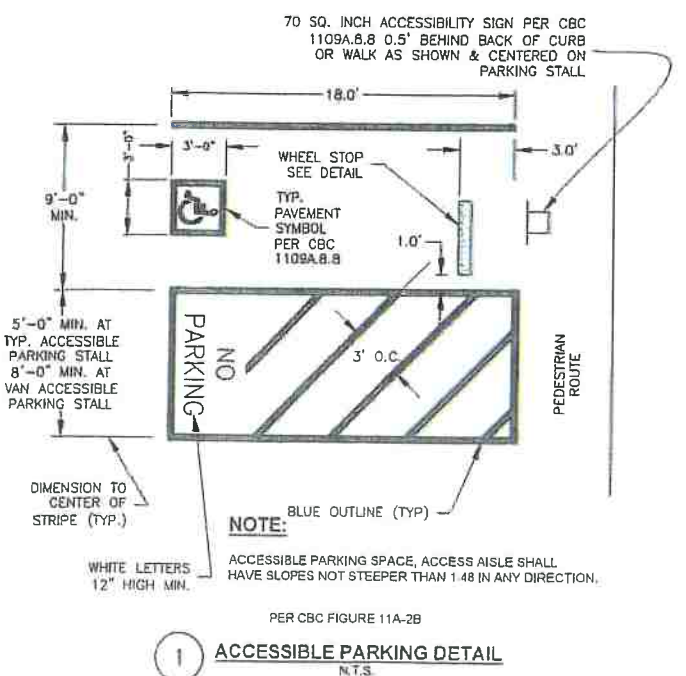 70 SQ. INCH ACCESSIBILITY SIGN PER CBC
1109A.8.8 0.5' BEHIND BACK OF CURB
OR WALK AS SHOWN & CENTERED ON
PARKING STALL
18.0'
3'-0"
3'-0"
WHEEL STOP
SEE DETAIL
3.0'
9'-0"
MIN.
TYP.
PAVEMENT
SYMBOL
PER CBC
1109A.8.8
1.0'
5'-0" MIN. AT
TYP. ACCESSIBLE
PARKING STALL
8'-0" MIN. AT
VAN ACCESSIBLE
PARKING STALL
NO
PARKING
3' O.C.
PEDESTRIAN
ROUTE
DIMENSION TO
CENTER OF
STRIPE (TYP.)
BLUE OUTLINE (TYP)
NOTE:
WHITE LETTERS
12" HIGH MIN.
ACCESSIBLE PARKING SPACE, ACCESS AISLE SHALL
HAVE SLOPES NOT STEEPER THAN 1:48 IN ANY DIRECTION.
PER CBC FIGURE 11A-2B
1 ACCESSIBLE PARKING DETAIL
N.T.S.